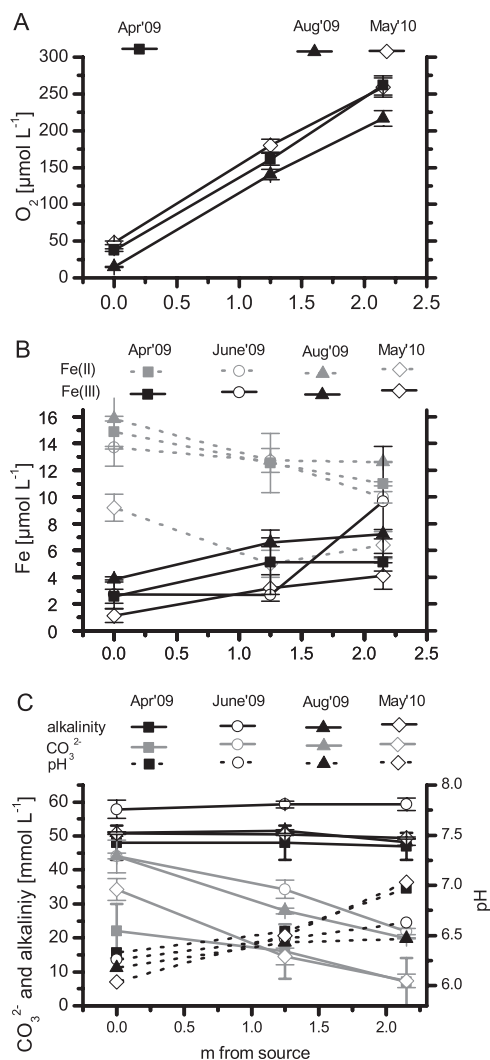 A
Apr'09 Aug'09 May'10
O2 [µmol L-1]
300
250
200
150
100
50
0
0.0 0.5 1.0 1.5 2.0 2.5
B
Apr'09 June'09 Aug'09 May'10
Fe(II)
Fe(III)
Fe [µmol L-1]
16
14
12
10
8
6
4
2
0
0.0 0.5 1.0 1.5 2.0 2.5
C
Apr'09 June'09 Aug'09 May'10
alkalinity
CO3 2-
pH
CO3 2- and alkaliniy [mmol L-1]
60
50
40
30
20
10
0
8.0
7.5
7.0
6.5
6.0
pH
0.0 0.5 1.0 1.5 2.0
m from source